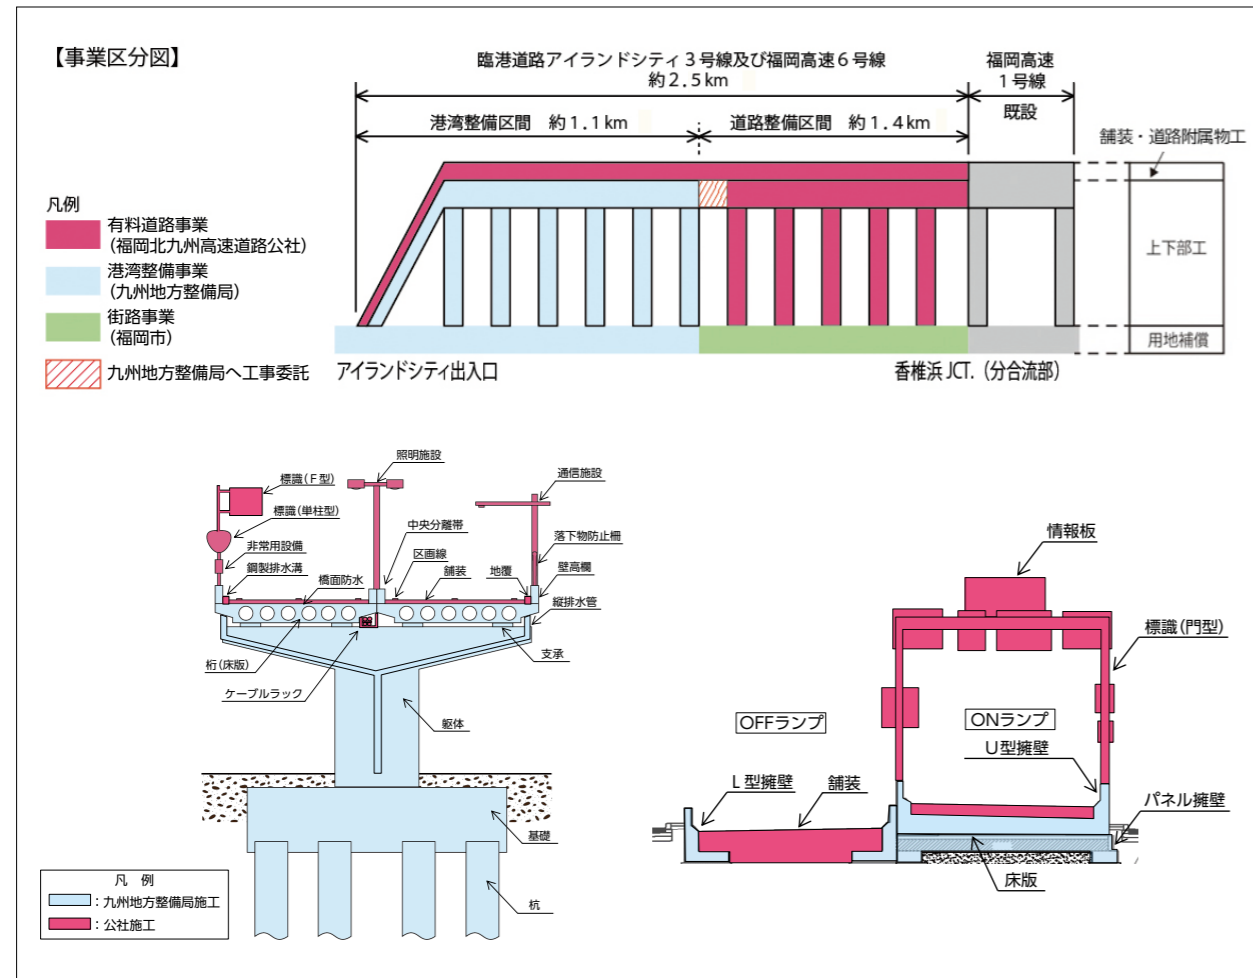 【事業区分図】
臨港道路アイランドシティ3号線及び福岡高速6号線
約2.5km
福岡高速
1号線
既設
港湾整備区間 約1.1km
道路整備区間 約1.4km
舗装・道路附属物工
上下部工
用地補償
凡例
有料道路事業
(福岡北九州高速道路公社)
港湾整備事業
(九州地方整備局)
街路事業
(福岡市)
九州地方整備局へ工事委託
アイランドシティ出入口
香椎浜JCT.(分合流部)
照明施設
標識(F型)
通信施設
標識(単柱型)
中央分離帯
落下物防止柵
非常用設備
区画線
鋼製排水溝
橋面防水
舗装
地覆
壁高欄
縦排水管
桁(床版)
支承
ケーブルラック
躯体
基礎
杭
凡 例
:九州地方整備局施工
:公社施工
情報板
標識(門型)
OFFランプ
ONランプ
U型擁壁
L型擁壁
舗装
パネル擁壁
床版